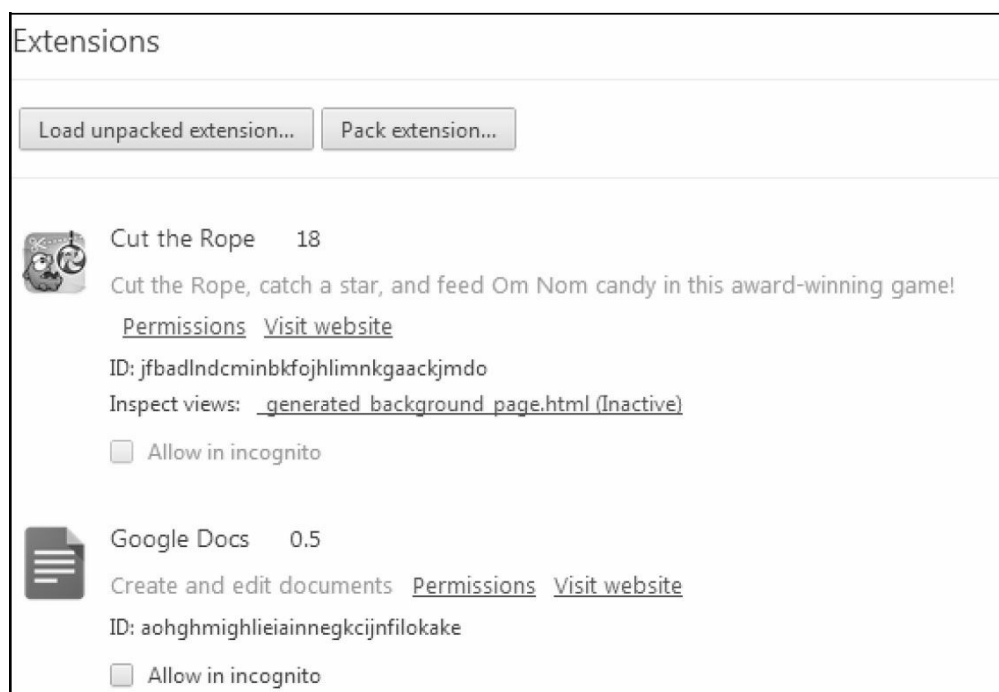 Extensions
Load unpacked extension... Pack extension...
Cut the Rope 18
Cut the Rope, catch a star, and feed Om Nom candy in this award-winning game!
Permissions Visit website
ID: jfbadlndcminbkfojhlimnkgaackjmdo
Inspect views: _generated_background_page.html (Inactive)
Allow in incognito
Google Docs 0.5
Create and edit documents Permissions Visit website
ID: aohghmighlieiainnegkcijnfilokake
Allow in incognito